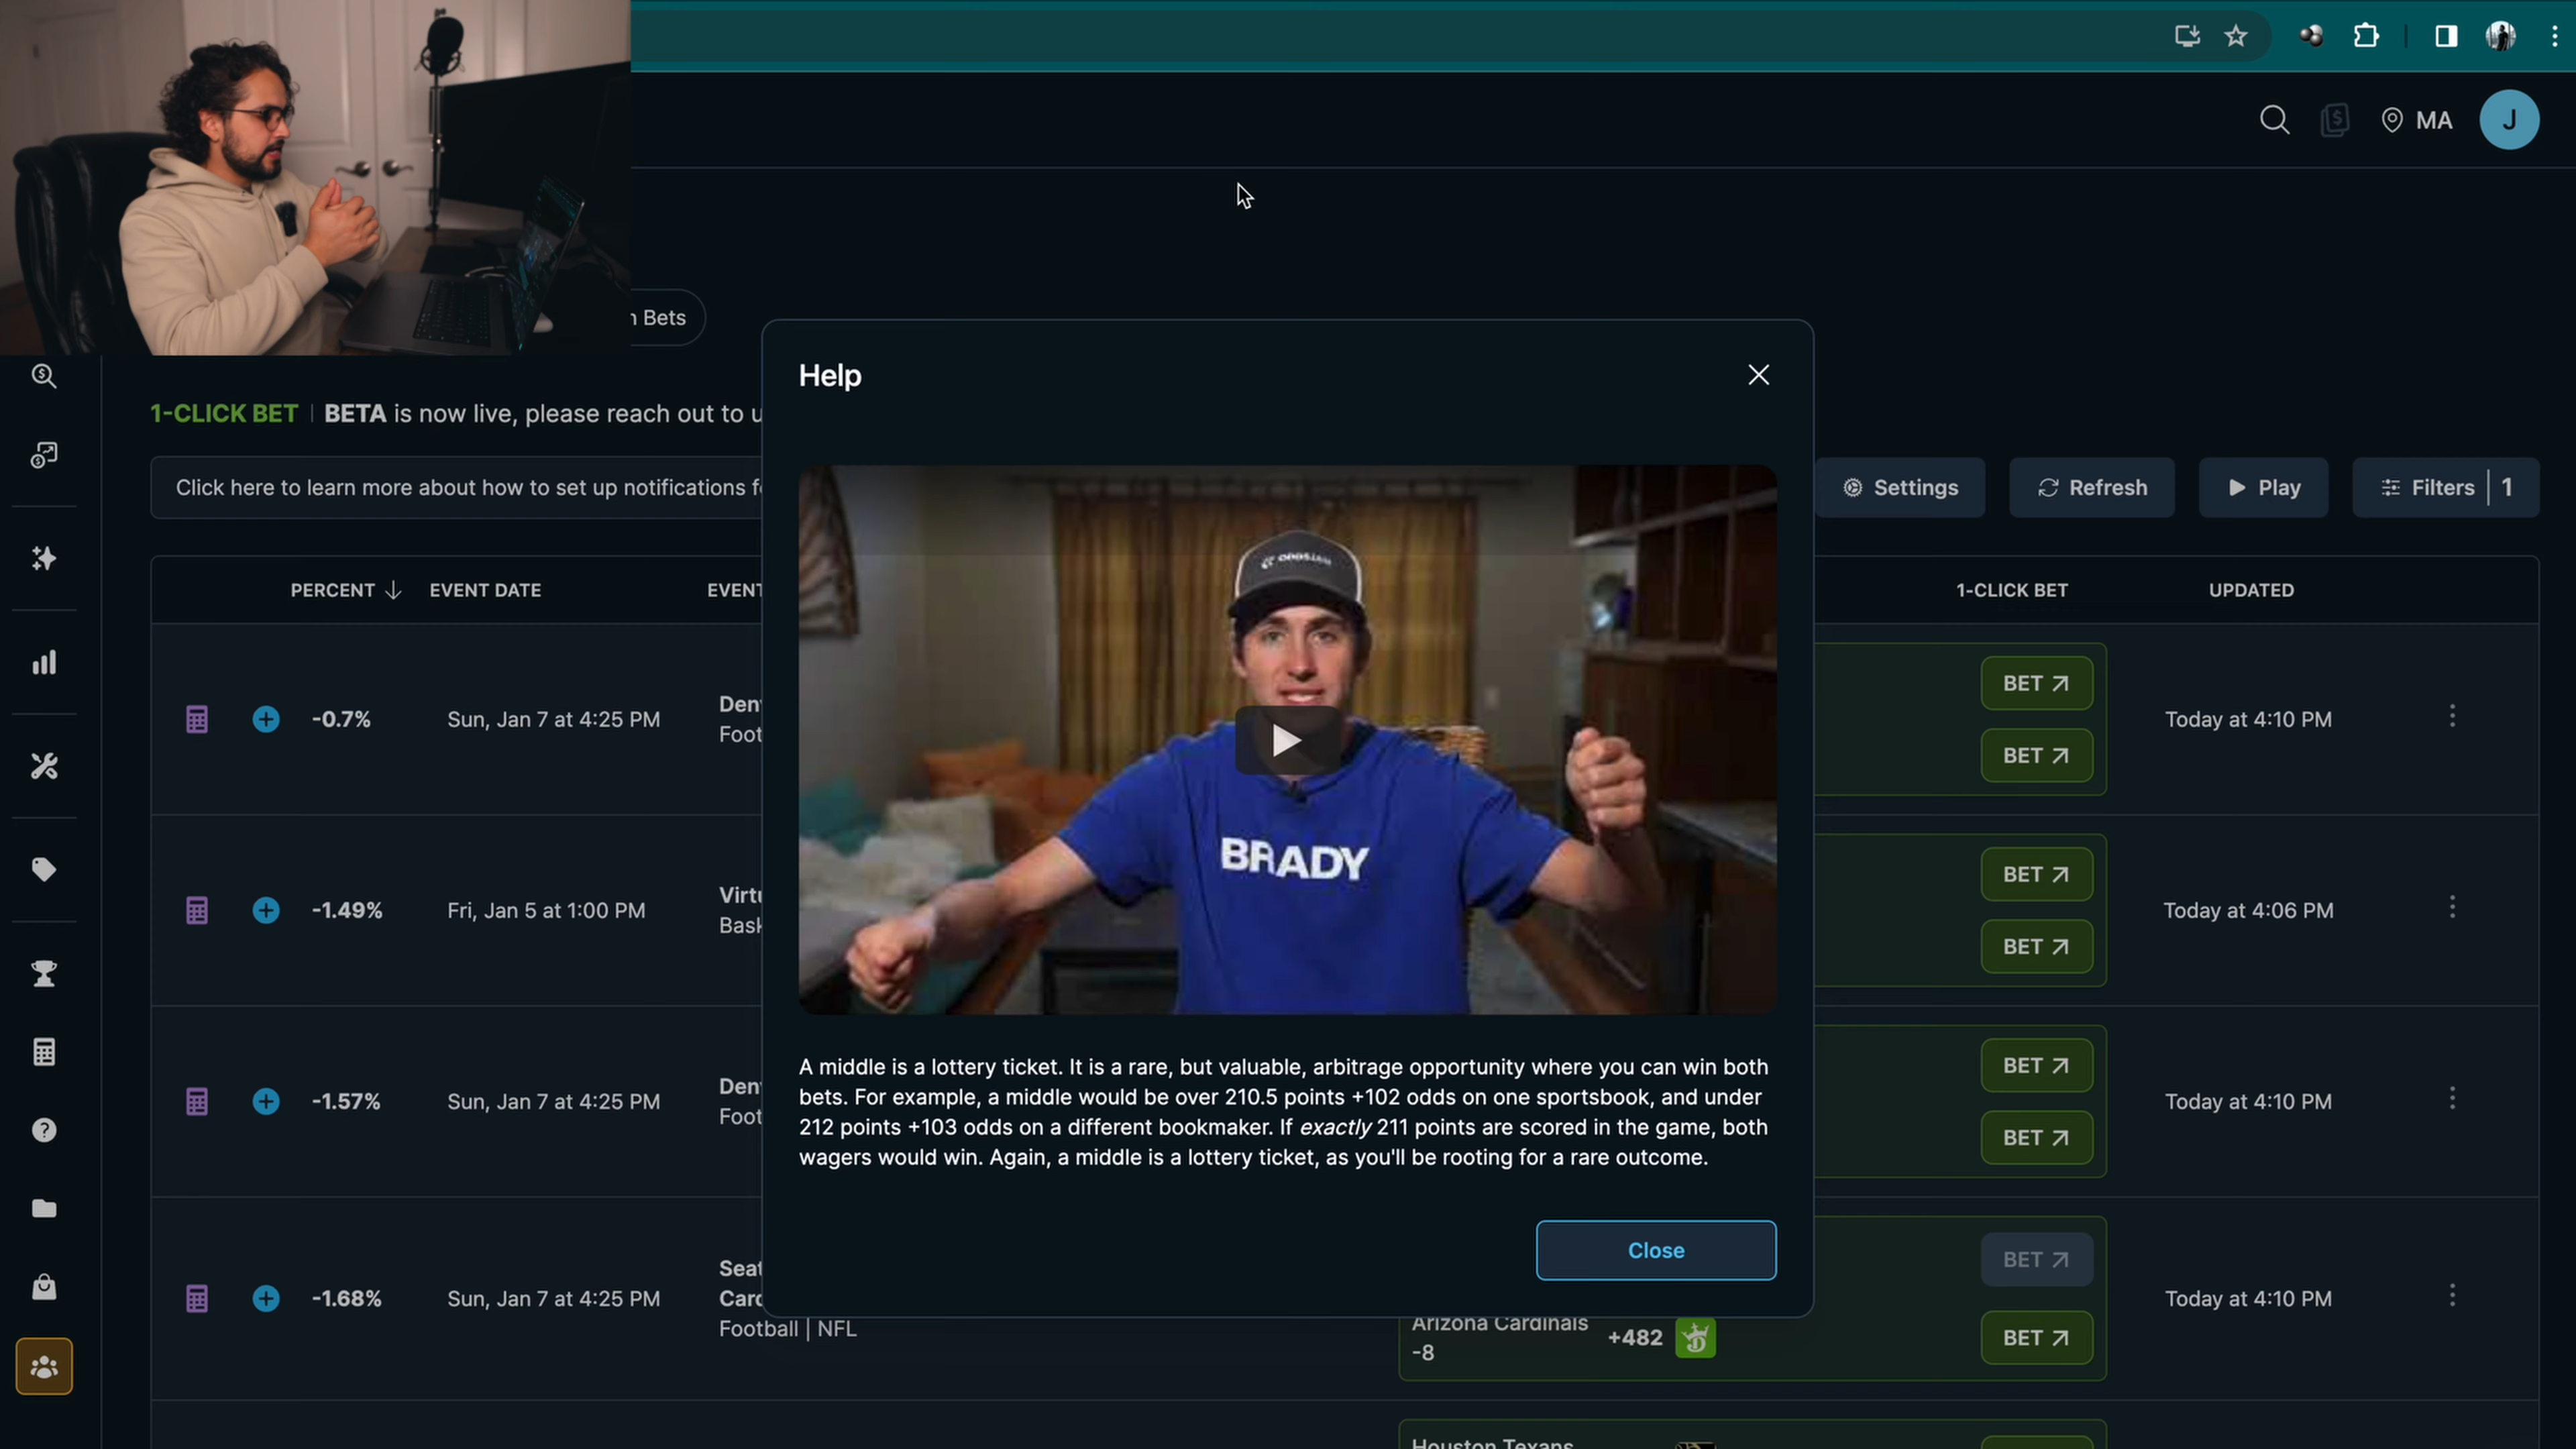 MA
J
n Bets
Help
1-CLICK BET | BETA is now live, please reach out to u
Click here to learn more about how to set up notifications f
Settings
Refresh
Play
Filters | 1
PERCENT
EVENT DATE
EVENT
1-CLICK BET
UPDATED
-0.7%
Sun, Jan 7 at 4:25 PM
Den
Foot
BET
BET
Today at 4:10 PM
-1.49%
Fri, Jan 5 at 1:00 PM
Virtu
Bask
BET
BET
Today at 4:06 PM
-1.57%
Sun, Jan 7 at 4:25 PM
Den
Foot
BET
BET
Today at 4:10 PM
-1.68%
Sun, Jan 7 at 4:25 PM
Seat
Card
Football | NFL
Arizona Cardinals
-8
+482
BET
BET
Today at 4:10 PM
Houston Texans
ODDSJAM
BRADY
A middle is a lottery ticket. It is a rare, but valuable, arbitrage opportunity where you can win both
bets. For example, a middle would be over 210.5 points +102 odds on one sportsbook, and under
212 points +103 odds on a different bookmaker. If exactly 211 points are scored in the game, both
wagers would win. Again, a middle is a lottery ticket, as you'll be rooting for a rare outcome.
Close